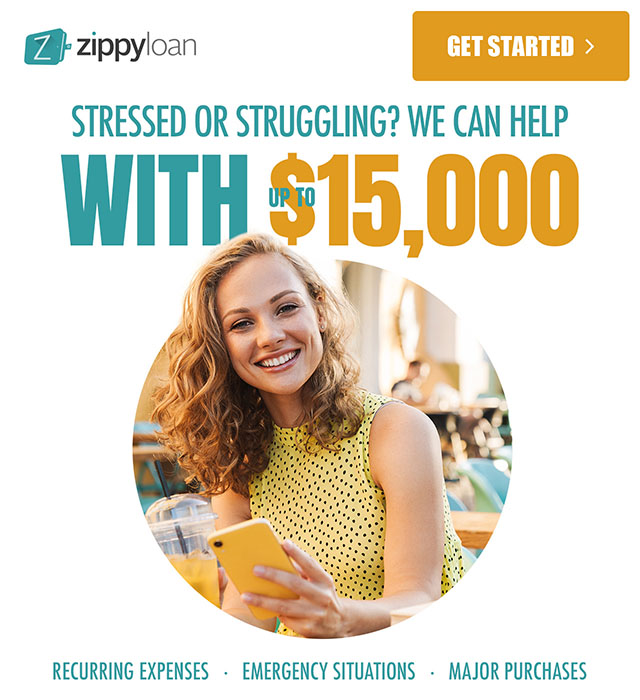 Z zippyloan
GET STARTED >
STRESSED OR STRUGGLING? WE CAN HELP
WITH UP TO $15,000
RECURRING EXPENSES · EMERGENCY SITUATIONS · MAJOR PURCHASES